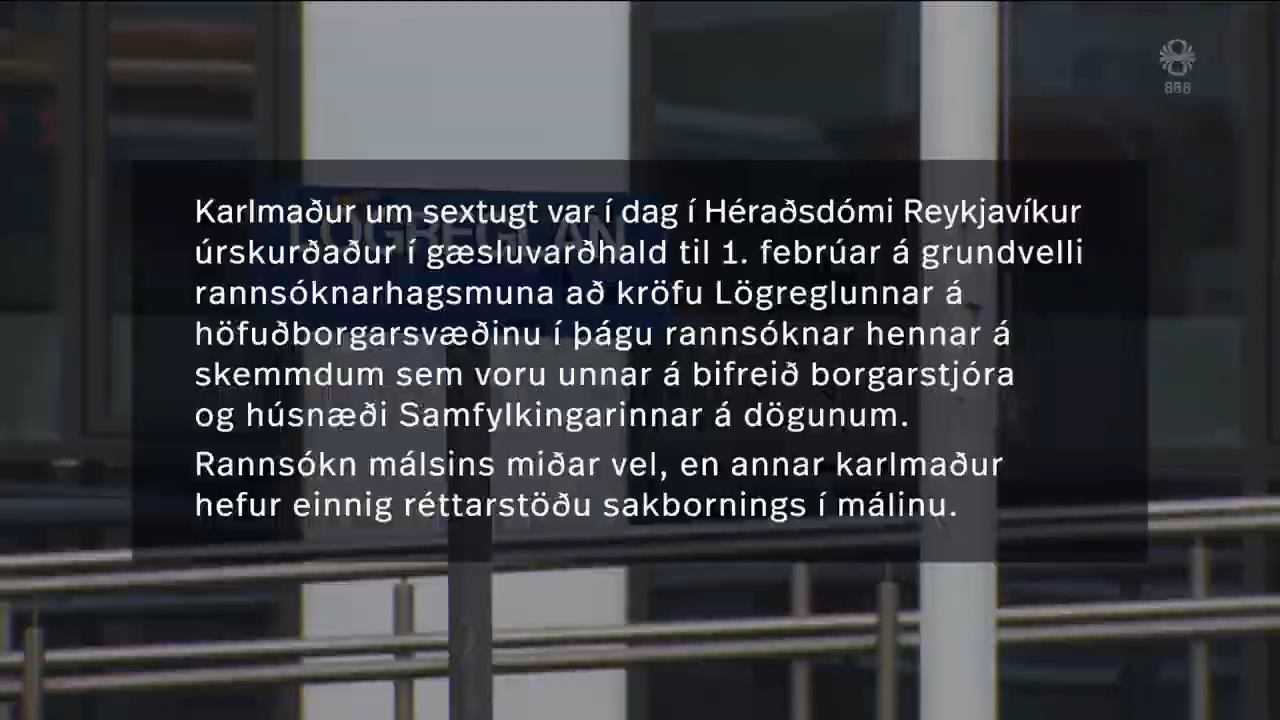 888
LÖGREGLAN
Karlmaður um sextugt var í dag í Héraðsdómi Reykjavíkur
úrskurðaður í gæsluvarðhald til 1. febrúar á grundvelli
rannsóknarhagsmuna að kröfu Lögreglunnar á
höfuðborgarsvæðinu í þágu rannsóknar hennar á
skemmdum sem voru unnar á bifreið borgarstjóra
og húsnæði Samfylkingarinnar á dögunum.
Rannsókn málsins miðar vel, en annar karlmaður
hefur einnig réttarstöðu sakbornings í málinu.